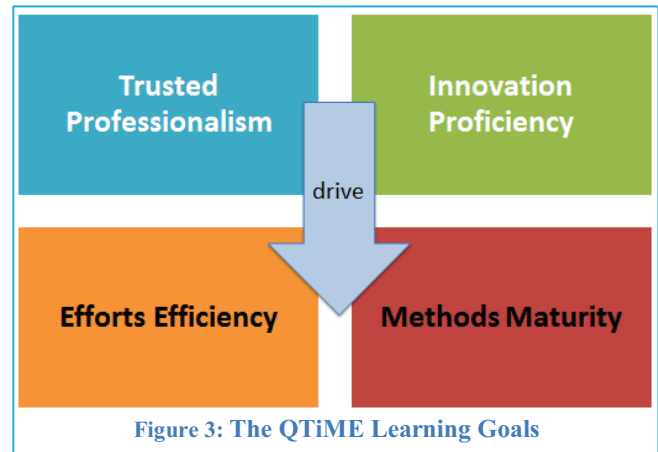 Trusted
Professionalism
Innovation
Proficiency
drive
Efforts Efficiency
Methods Maturity
Figure 3: The QTiME Learning Goals